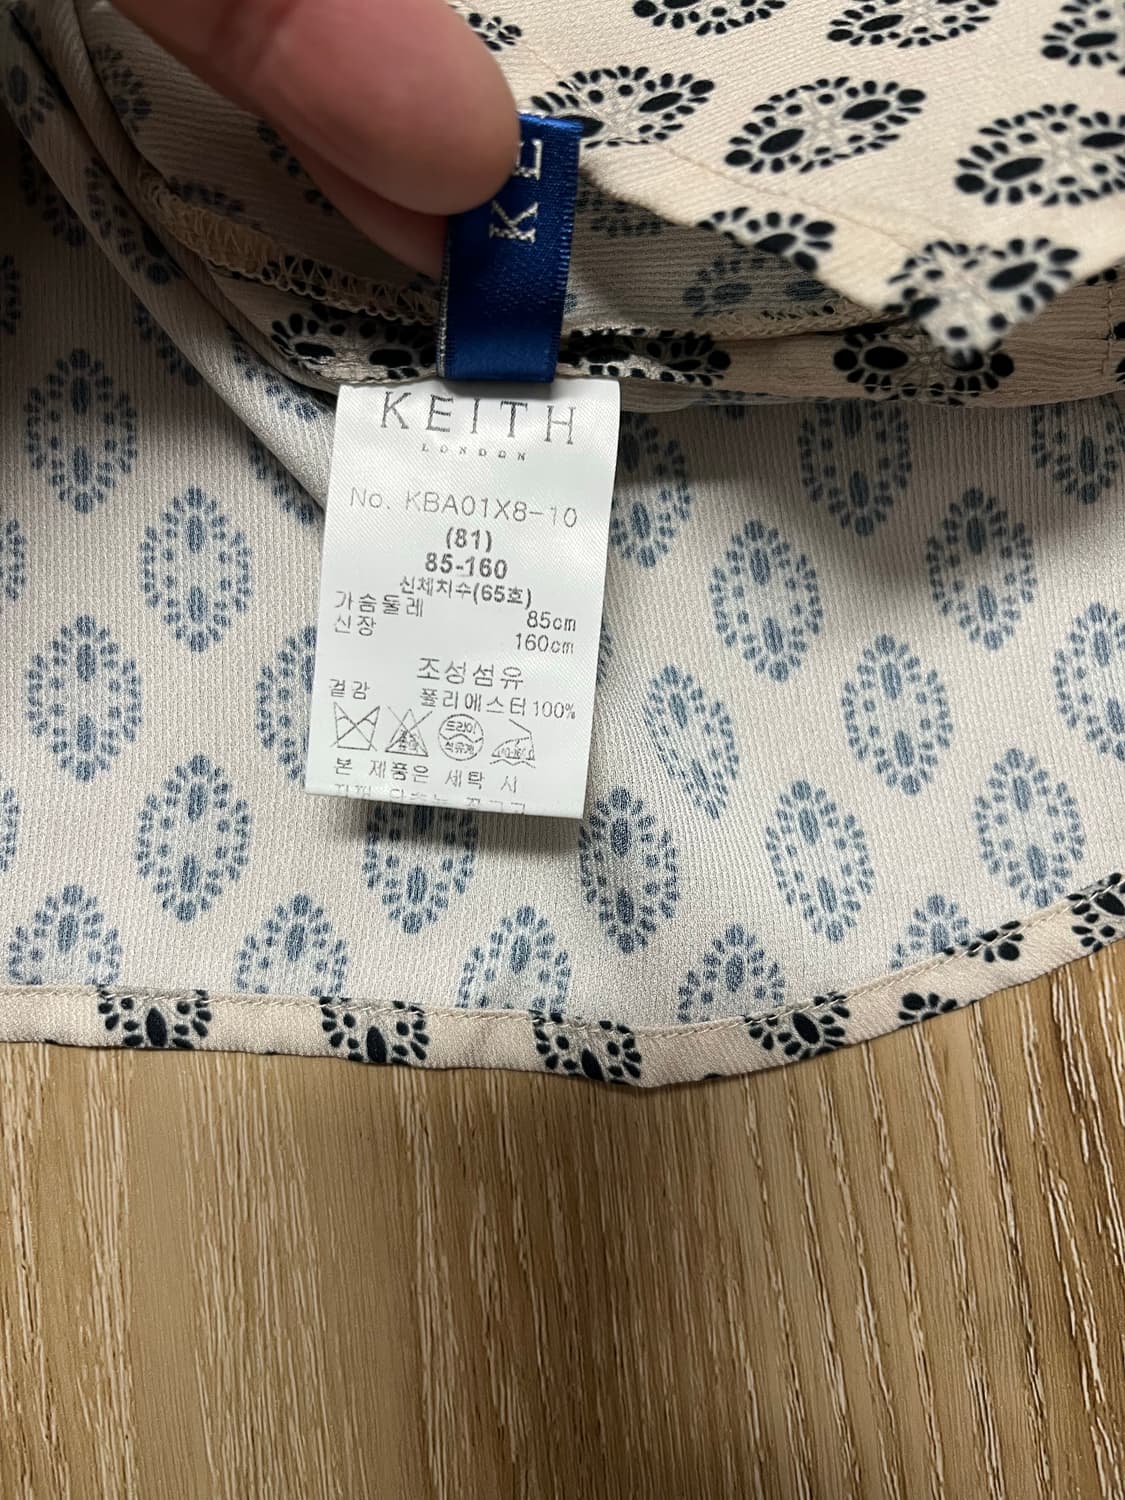 KE
KEITH
LONDON
No. KBA01X8-10
(81)
85-160
신체치수(65호)
가슴둘레 85cm
신장 160cm
조성섬유
겉감 폴리에스터100%
드라이
석유계
본 제품은 세탁 시